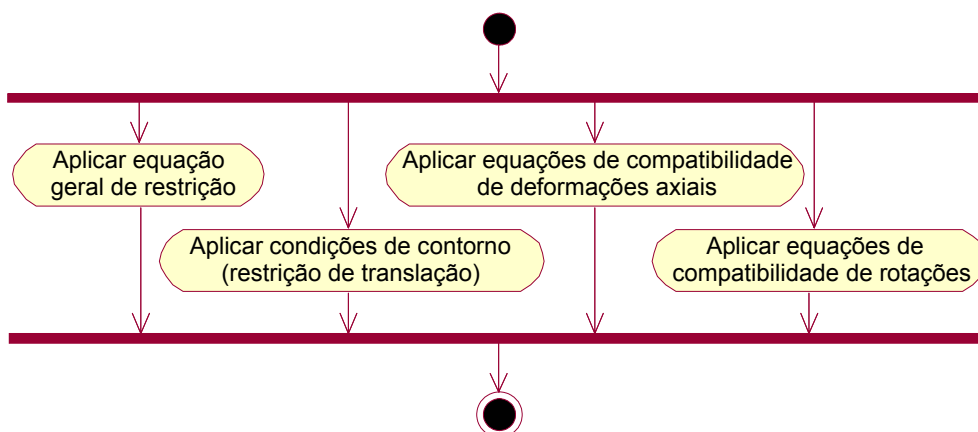 Aplicar equação
geral de restrição
Aplicar equações de compatibilidade
de deformações axiais
Aplicar condições de contorno
(restrição de translação)
Aplicar equações de
compatibilidade de rotações